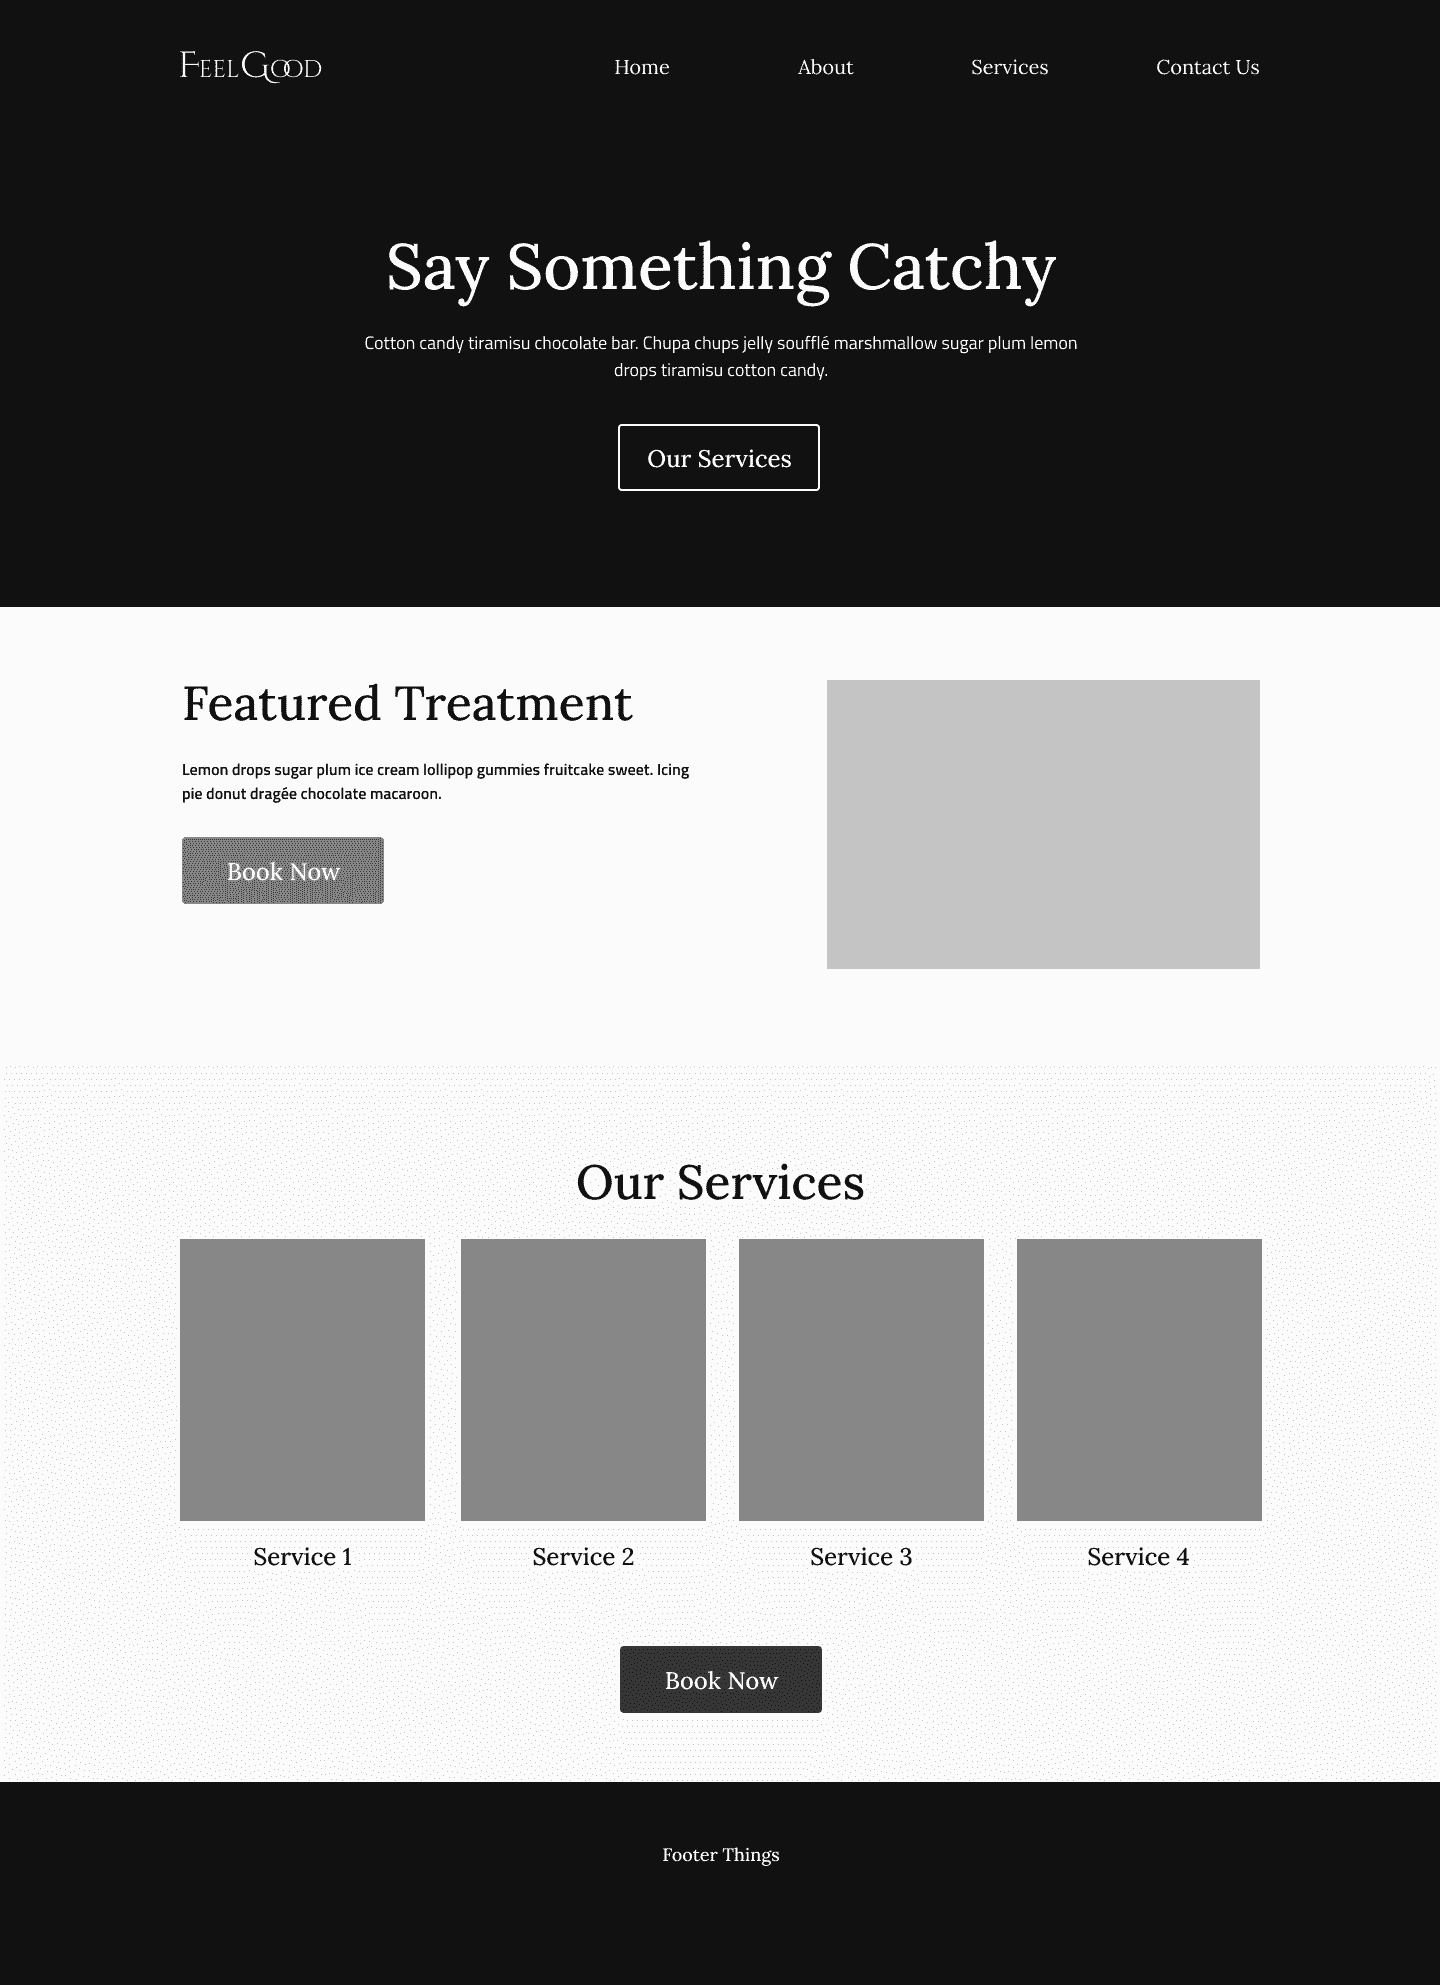 FEELGOOD
Home
About
Services
Contact Us
Say Something Catchy
Cotton candy tiramisu chocolate bar. Chupa chups jelly soufflé marshmallow sugar plum lemon
drops tiramisu cotton candy.
Our Services
Featured Treatment
Lemon drops sugar plum ice cream lollipop gummies fruitcake sweet. Icing
pie donut dragée chocolate macaroon.
Book Now
Our Services
Service 1
Service 2
Service 3
Service 4
Book Now
Footer Things